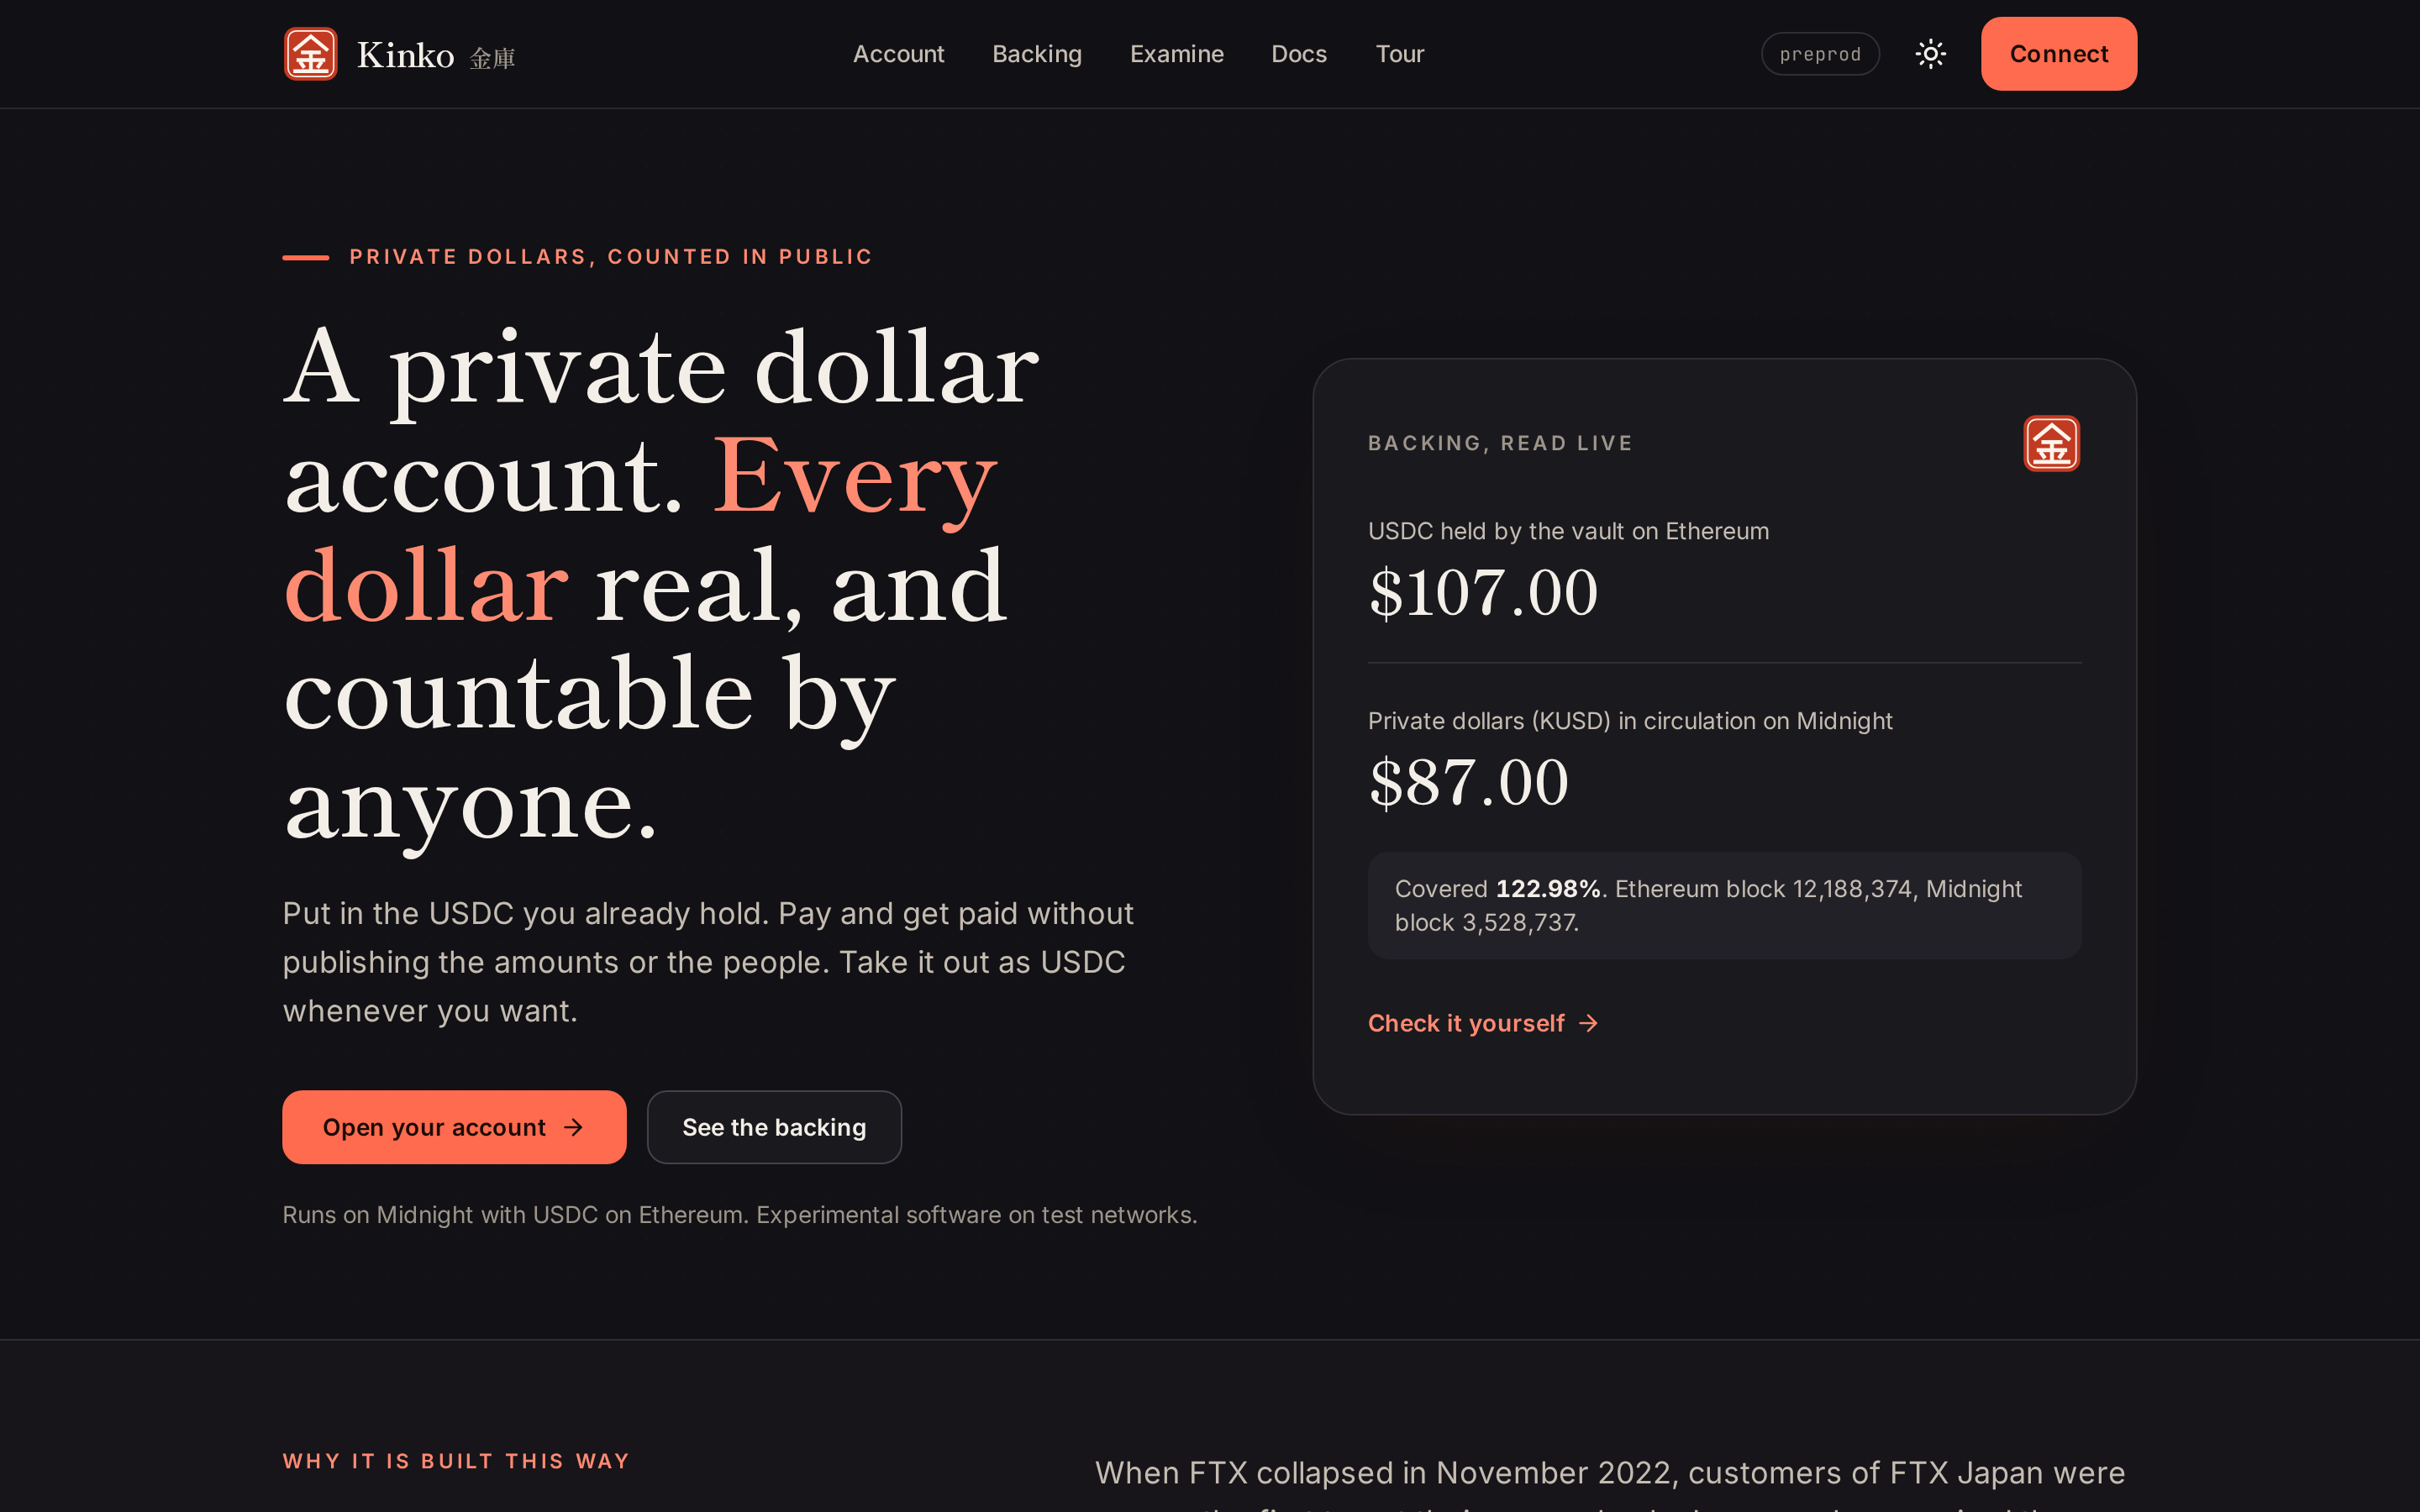 金 Kinko 金庫
Account Backing Examine Docs Tour
preprod
Connect
PRIVATE DOLLARS, COUNTED IN PUBLIC
A private dollar
account. Every
dollar real, and
countable by
anyone.
Put in the USDC you already hold. Pay and get paid without
publishing the amounts or the people. Take it out as USDC
whenever you want.
Open your account →
See the backing
Runs on Midnight with USDC on Ethereum. Experimental software on test networks.
BACKING, READ LIVE
金
USDC held by the vault on Ethereum
$107.00
Private dollars (KUSD) in circulation on Midnight
$87.00
Covered 122.98%. Ethereum block 12,188,374, Midnight
block 3,528,737.
Check it yourself →
WHY IT IS BUILT THIS WAY
When FTX collapsed in November 2022, customers of FTX Japan were